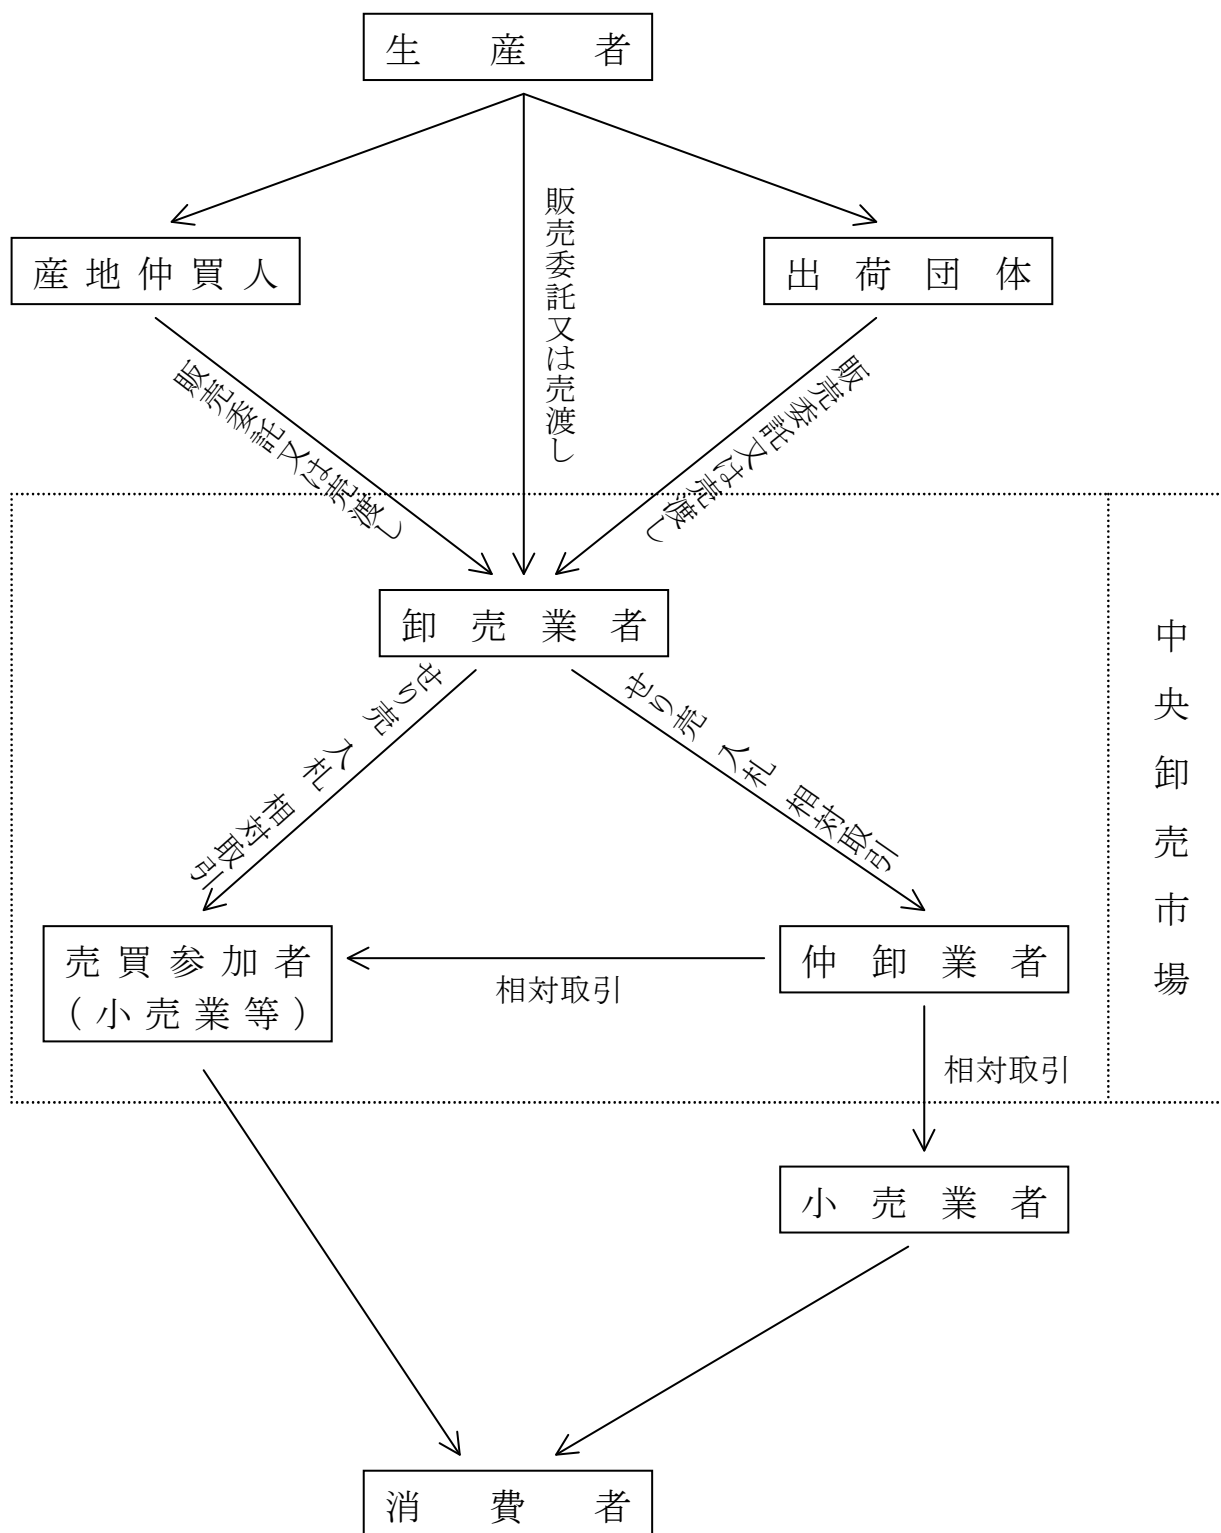 生産者
販売委託又は売渡し
産地仲買人
出荷団体
販売委託又は売渡し
販売委託又は売渡し
卸売業者
中央卸売市場
せり売 入札 相対取引
せり売 入札 相対取引
売買参加者
(小売業等)
相対取引
仲卸業者
相対取引
小売業者
消費者